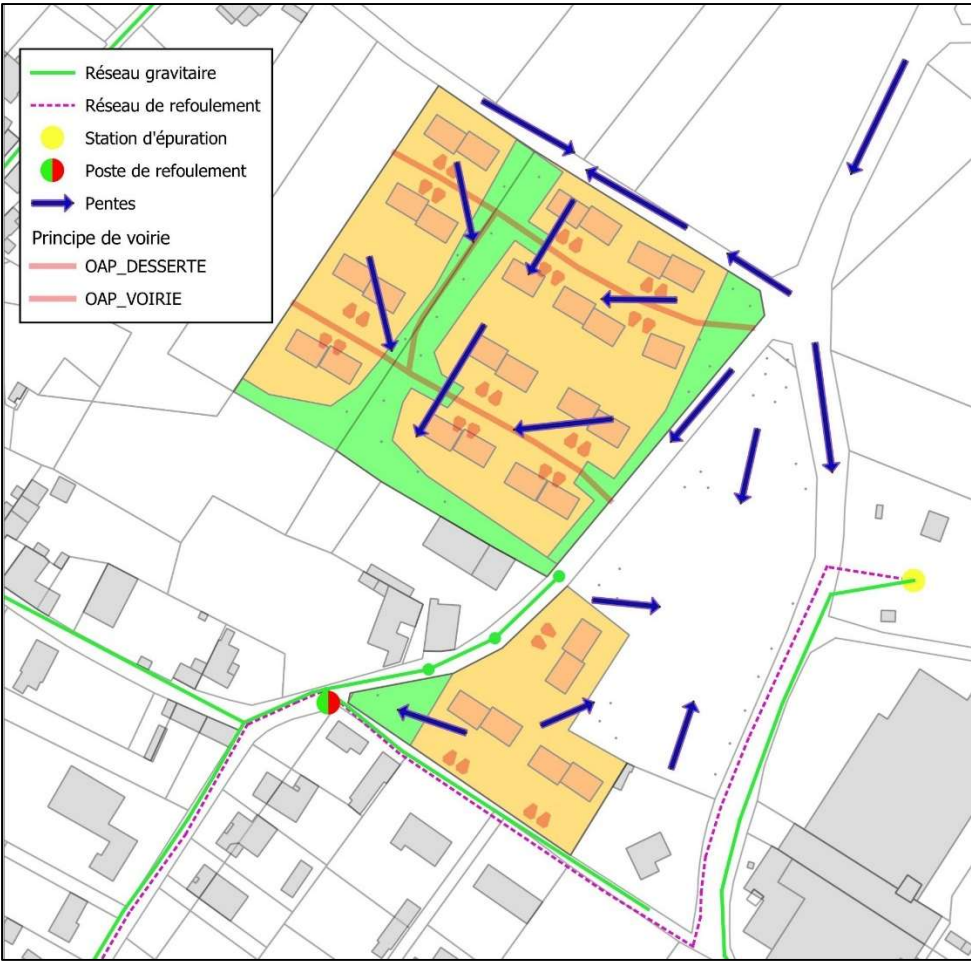 Réseau gravitaire
Réseau de refoulement
Station d'épuration
Poste de refoulement
Pentes
Principe de voirie
OAP_DESSERTE
OAP_VOIRIE